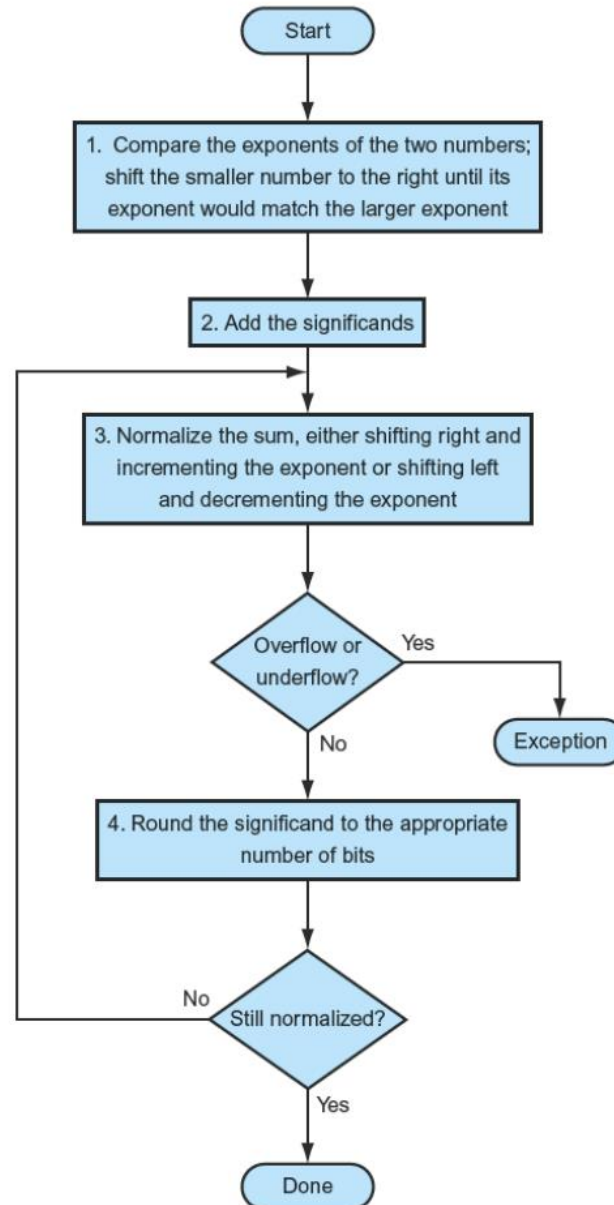 Start
1. Compare the exponents of the two numbers;
shift the smaller number to the right until its
exponent would match the larger exponent
2. Add the significands
3. Normalize the sum, either shifting right and
incrementing the exponent or shifting left
and decrementing the exponent
Overflow or
underflow?
Yes
No
Exception
4. Round the significand to the appropriate
number of bits
No
Still normalized?
Yes
Done